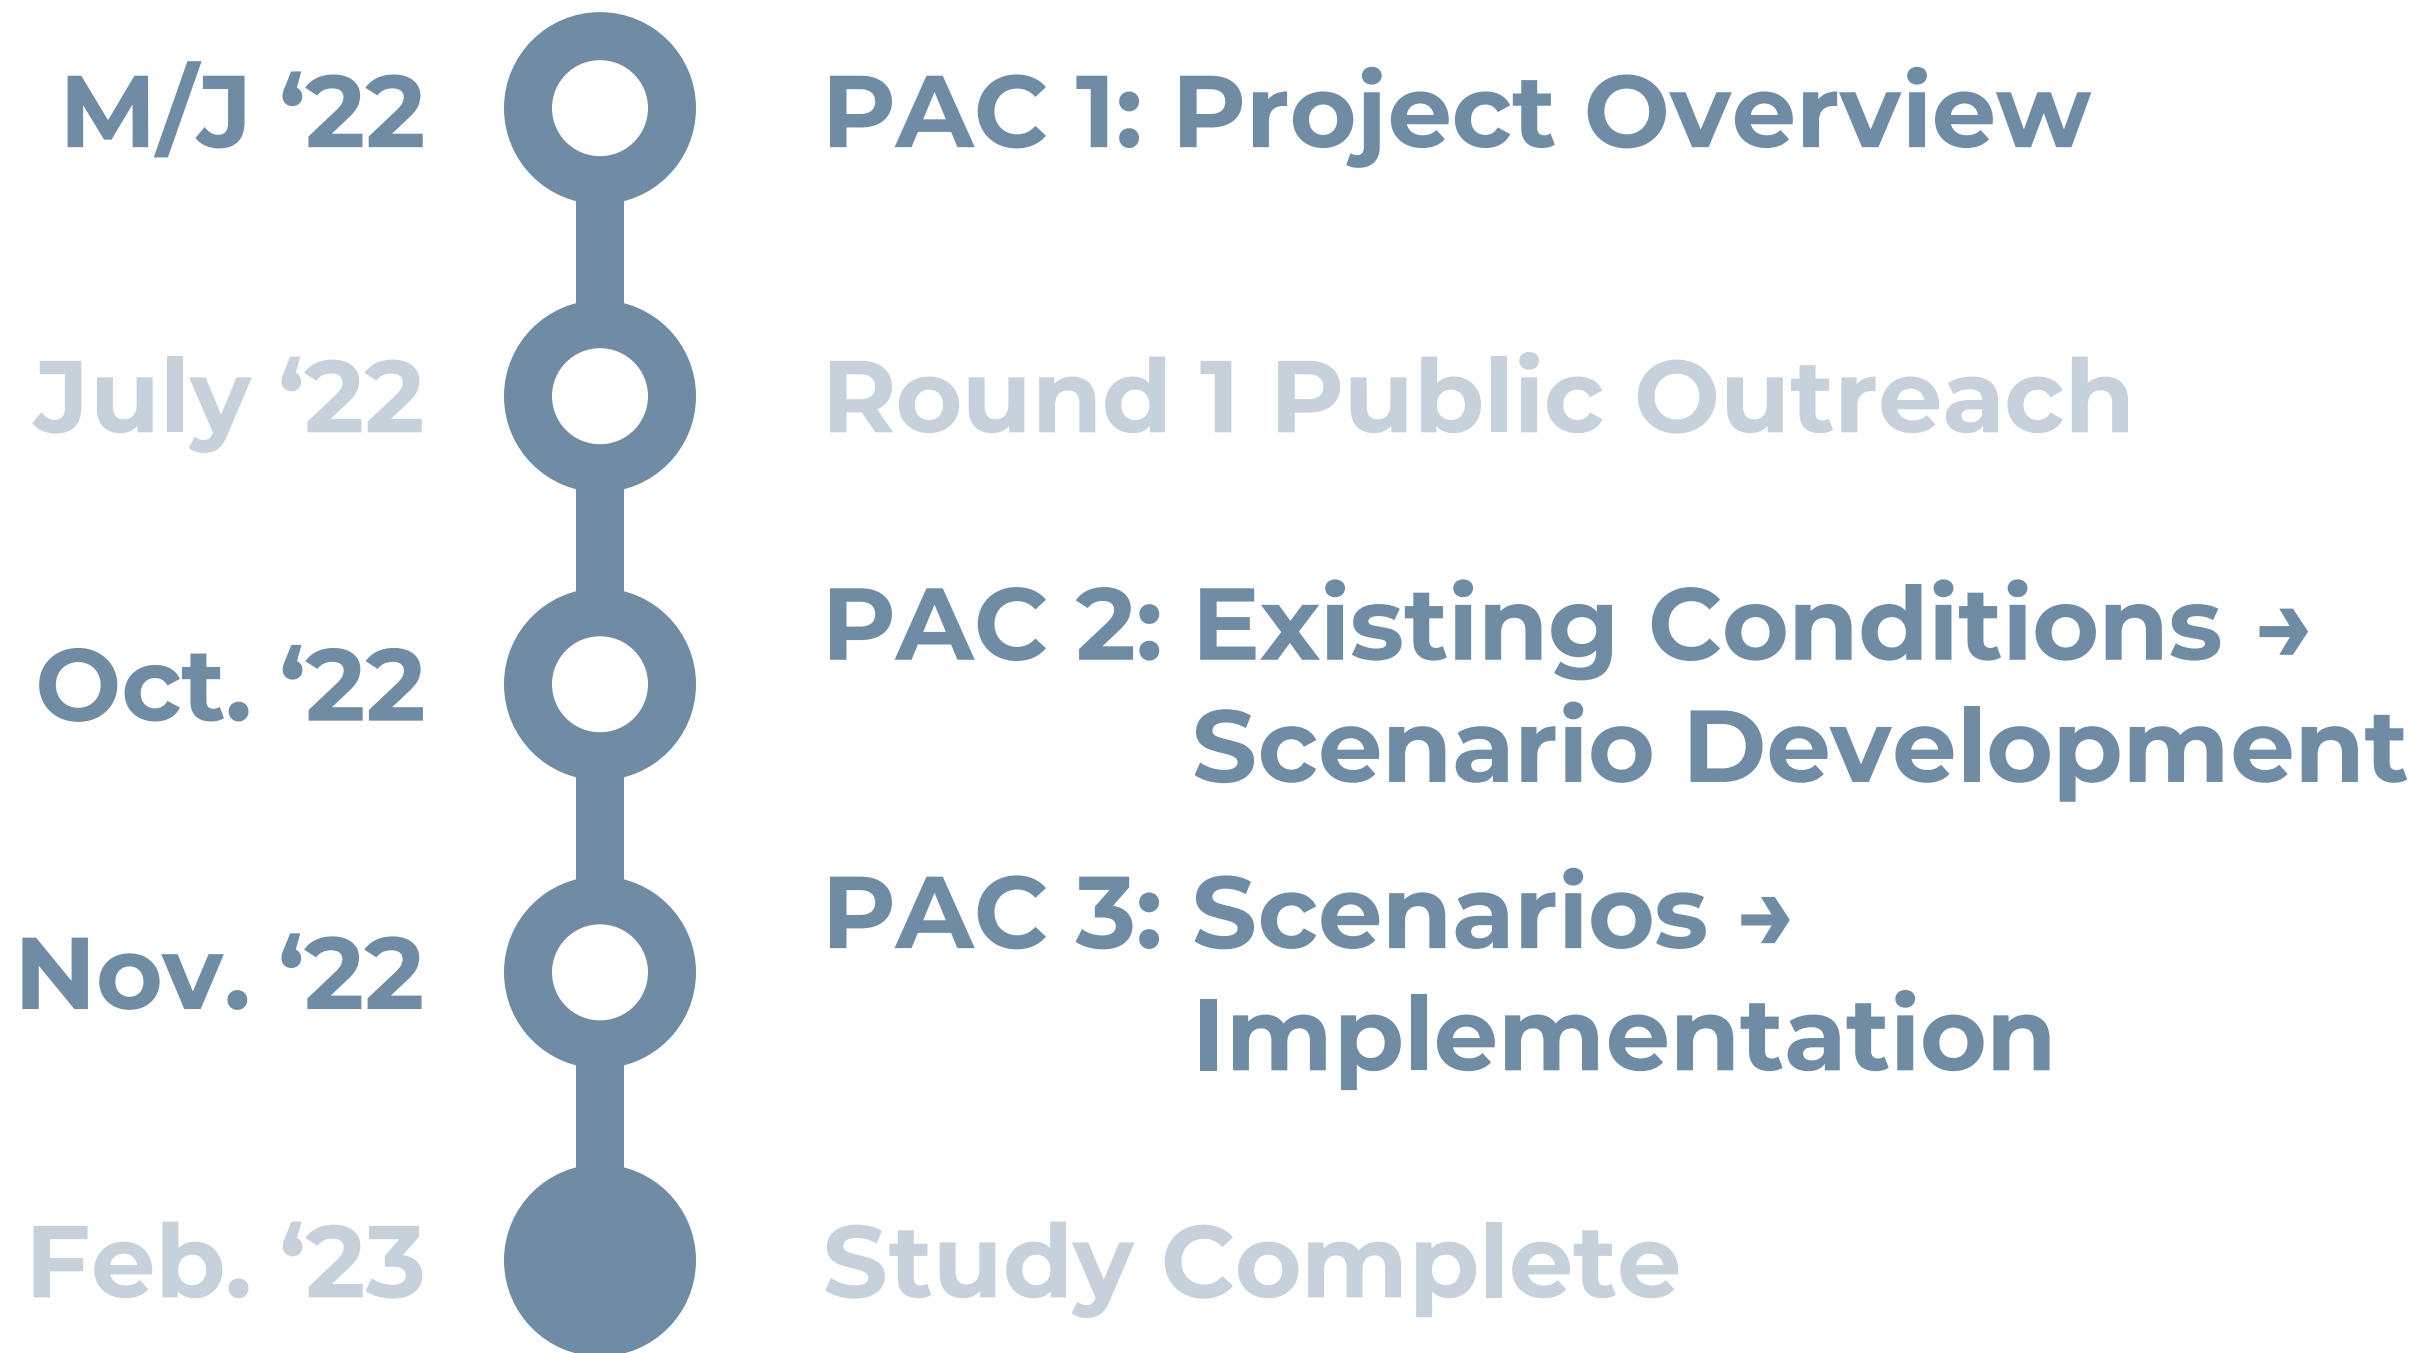 M/J ‘22 PAC 1: Project Overview
July ‘22 Round 1 Public Outreach
Oct. ‘22 PAC 2: Existing Conditions →
Scenario Development
Nov. ‘22 PAC 3: Scenarios →
Implementation
Feb. ‘23 Study Complete